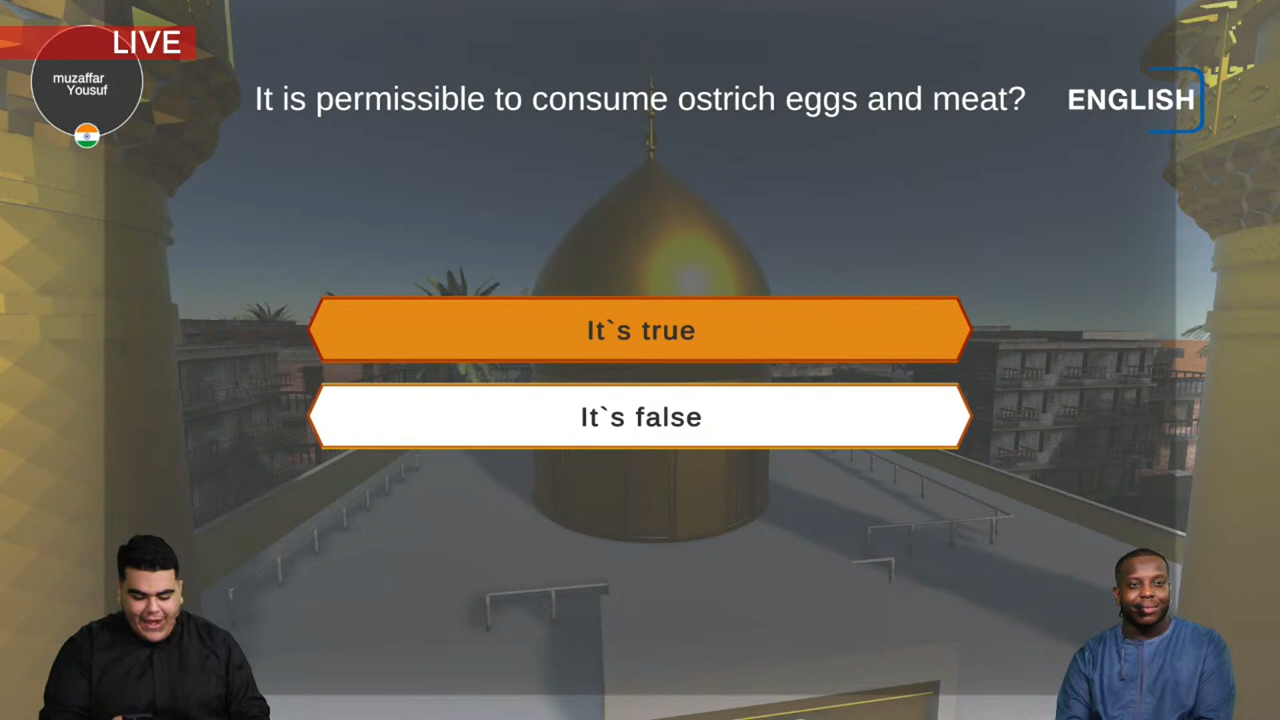 LIVE
muzaffar
Yousuf
It is permissible to consume ostrich eggs and meat?
ENGLISH
It`s true
It`s false